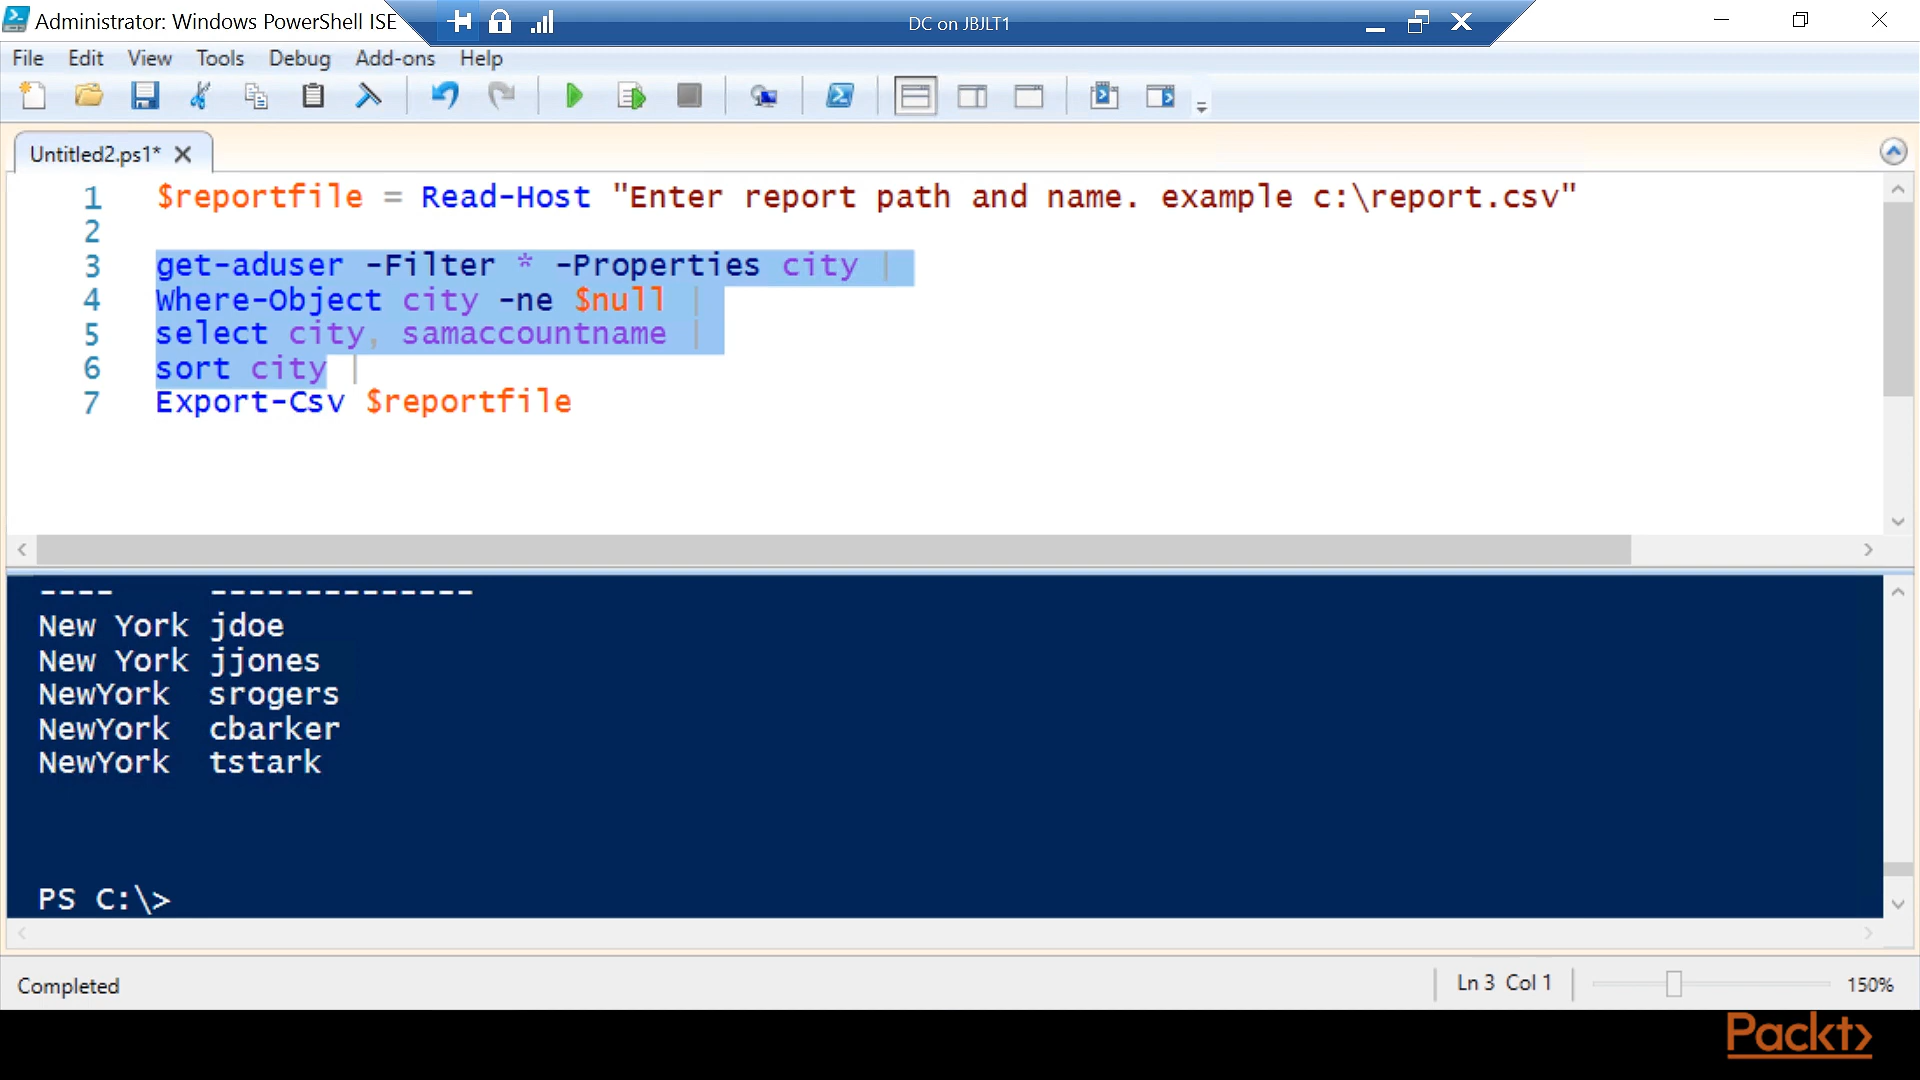 Administrator: Windows PowerShell ISE
DC on JBJLT1
File Edit View Tools Debug Add-ons Help
Untitled2.ps1* X
1 $reportfile = Read-Host "Enter report path and name. example c:\report.csv"
2
3 get-aduser -Filter * -Properties city |
4 Where-Object city -ne $null |
5 select city, samaccountname |
6 sort city |
7 Export-Csv $reportfile
---- --------------
New York jdoe
New York jjones
NewYork srogers
NewYork cbarker
NewYork tstark
PS C:\>
Completed
Ln 3 Col 1
150%
Packt>